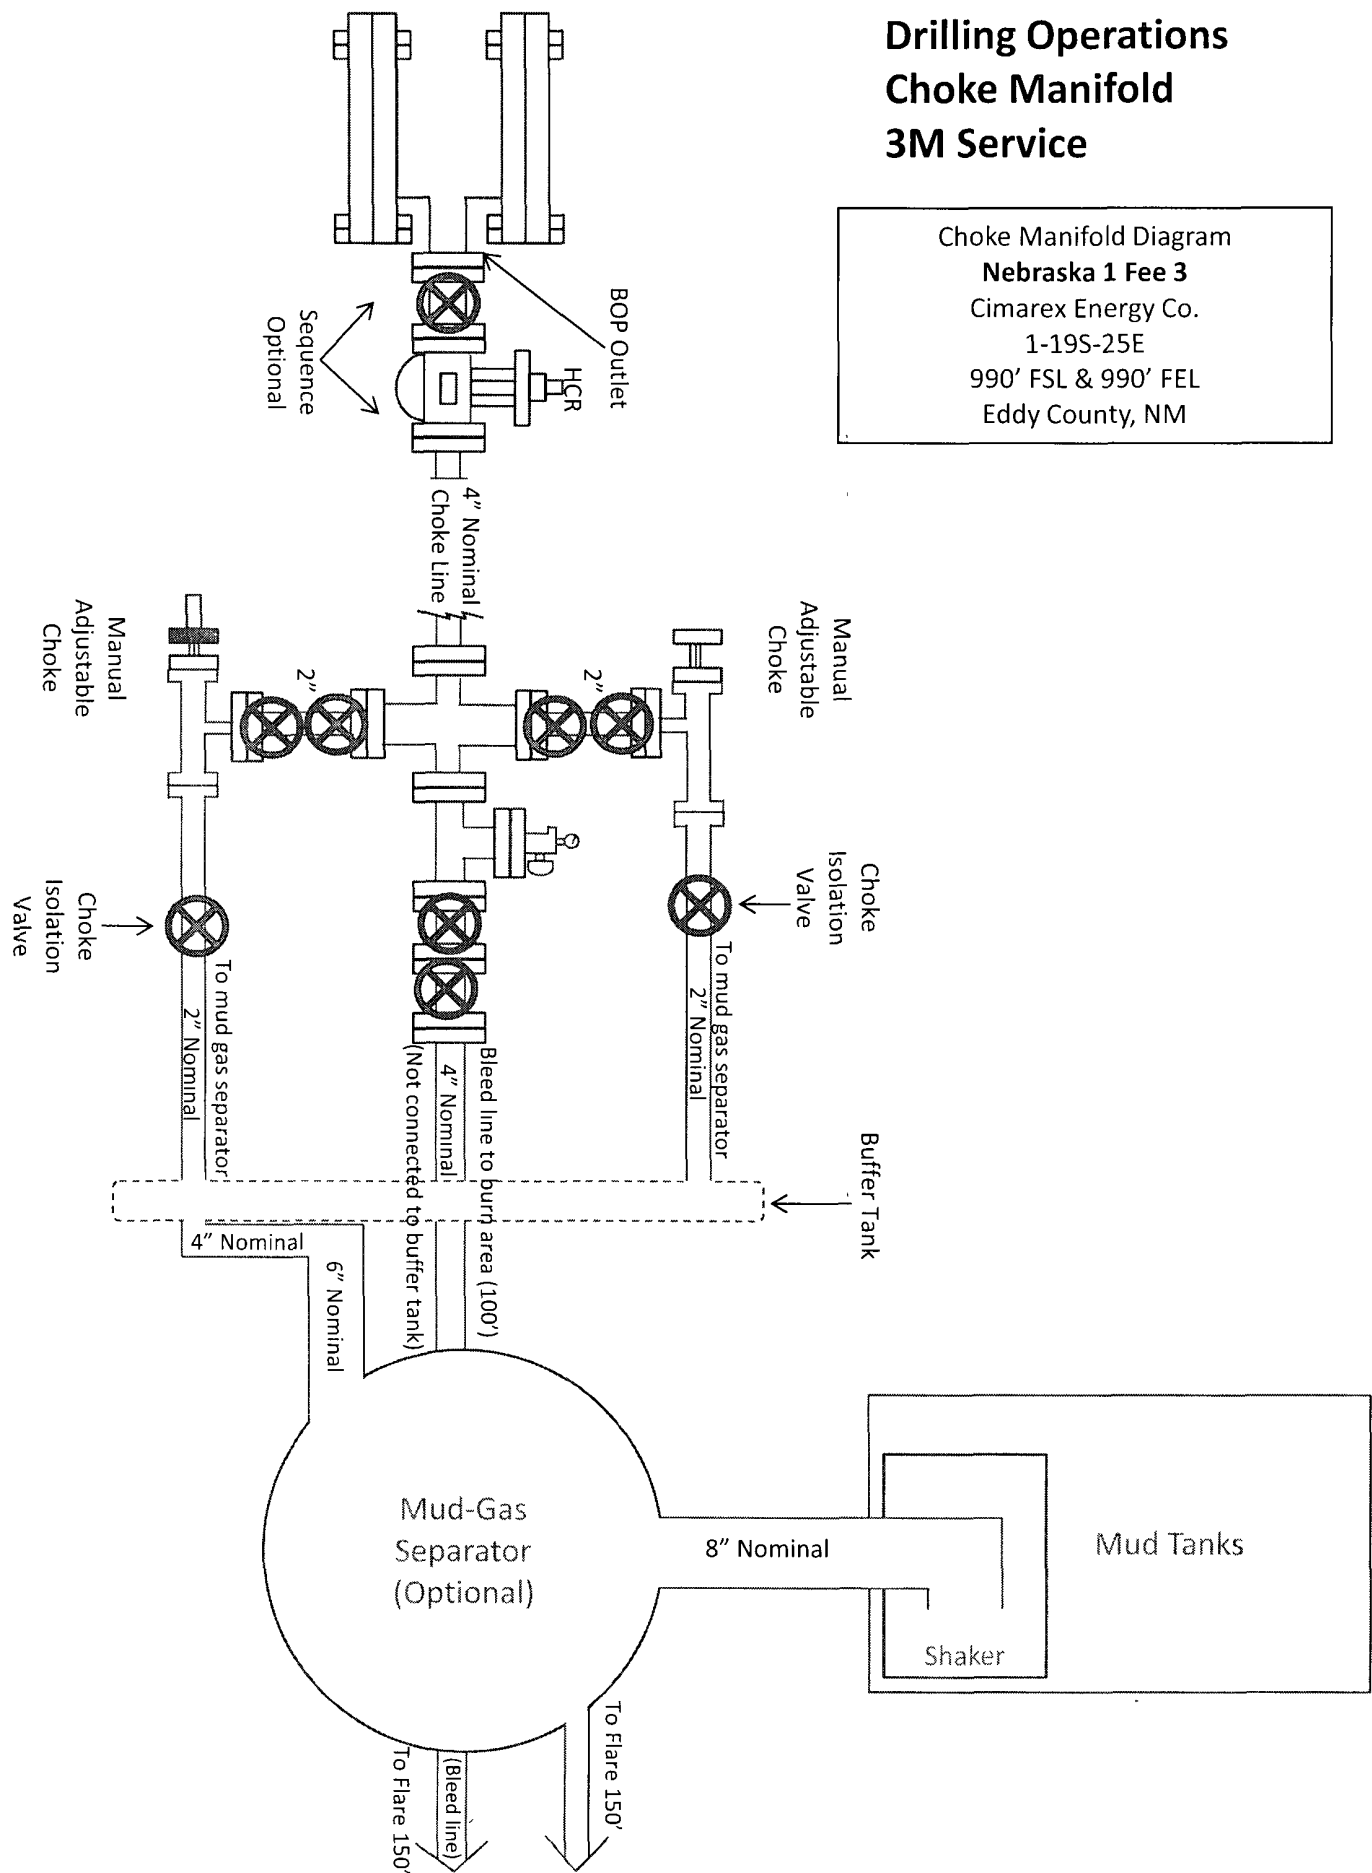 Drilling Operations
Choke Manifold
3M Service
Choke Manifold Diagram
Nebraska 1 Fee 3
Cimarex Energy Co.
1-19S-25E
990’ FSL & 990’ FEL
Eddy County, NM
BOP Outlet
HCR
Sequence
Optional
4” Nominal
Choke Line
Manual
Adjustable
Choke
2”
2”
Manual
Adjustable
Choke
Choke
Isolation
Valve
Choke
Isolation
Valve
To mud gas separator
2” Nominal
Bleed line to burn area (100’)
4” Nominal
(Not connected to buffer tank)
To mud gas separator
2” Nominal
Buffer Tank
4” Nominal
6” Nominal
Mud-Gas
Separator
(Optional)
8” Nominal
Mud Tanks
Shaker
To Flare 150’
(Bleed line)
To Flare 150’